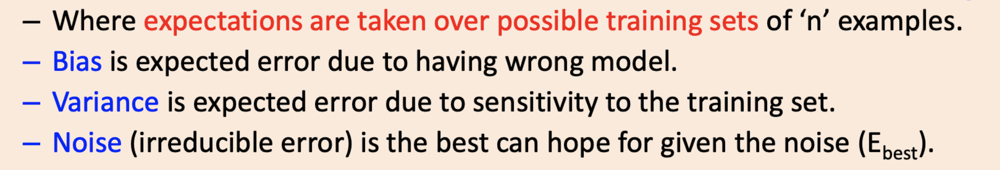 – Where expectations are taken over possible training sets of ‘n’ examples.
– Bias is expected error due to having wrong model.
– Variance is expected error due to sensitivity to the training set.
– Noise (irreducible error) is the best can hope for given the noise (Ebest).